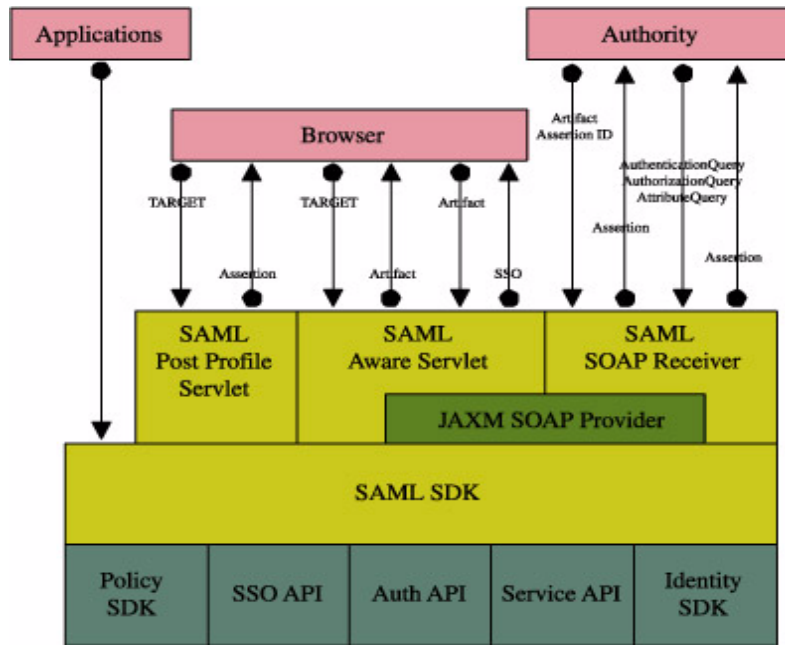 Applications
Authority
Browser
Artifact
Assertion ID
AuthenticationQuery
AuthorizationQuery
AttributeQuery
TARGET
TARGET
Artifact
Assertion
Assertion
Assertion
Artifact
SSO
SAML
Post Profile
Servlet
SAML
Aware Servlet
SAML
SOAP Receiver
JAXM SOAP Provider
SAML SDK
Policy
SDK
SSO API
Auth API
Service API
Identity
SDK